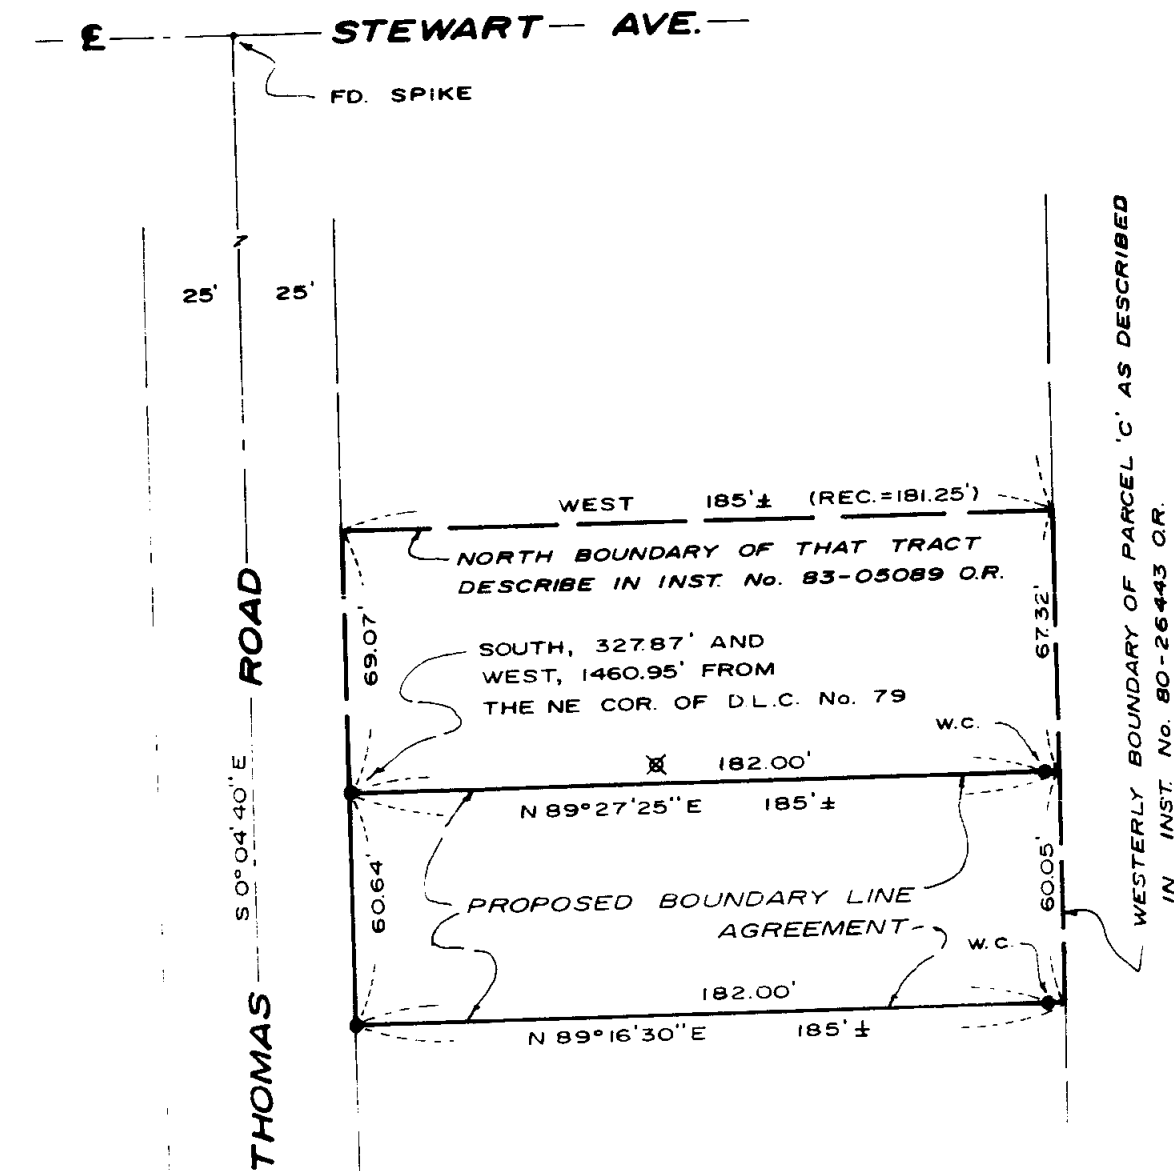 ℄ STEWART AVE.
FD. SPIKE
25' 25'
WEST 185'± (REC.=181.25')
NORTH BOUNDARY OF THAT TRACT
DESCRIBE IN INST. No. 83-05089 O.R.
69.07'
67.32'
SOUTH, 327.87' AND
WEST, 1460.95' FROM
THE NE COR. OF D.L.C. No. 79
W.C.
182.00'
N 89°27'25" E 185'±
60.64'
60.05'
PROPOSED BOUNDARY LINE
AGREEMENT
W.C.
182.00'
N 89°16'30" E 185'±
THOMAS ROAD
S 0°04'40" E
WESTERLY BOUNDARY OF PARCEL 'C' AS DESCRIBED
IN INST. No. 80-26443 O.R.